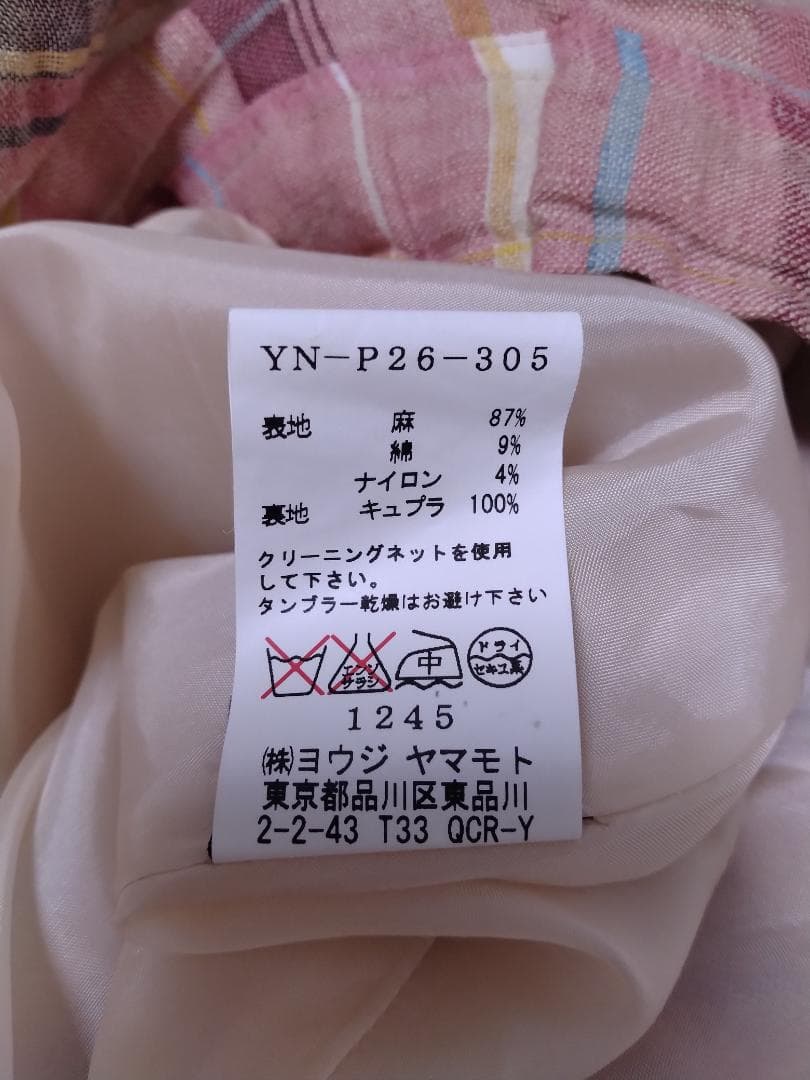 YN-P26-305
表地 麻 87%
綿 9%
ナイロン 4%
裏地 キュプラ 100%
クリーニングネットを使用
して下さい。
タンブラー乾燥はお避け下さい
エンソ
サラシ
中
ドライ
セキユ系
1245
㈱ヨウジ ヤマモト
東京都品川区東品川
2-2-43 T33 QCR-Y